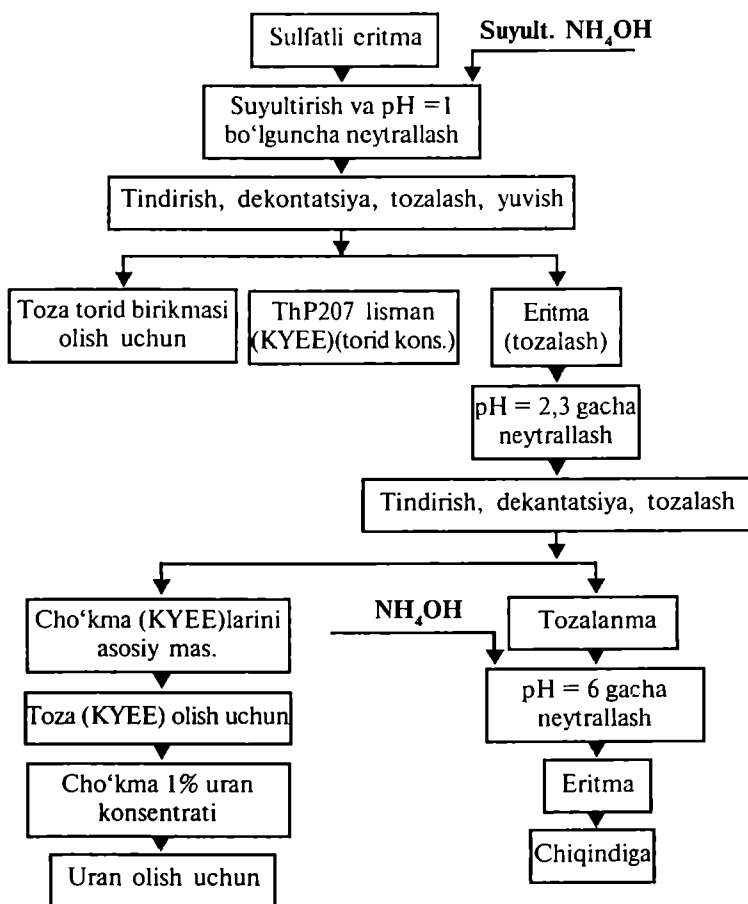 Sulfatli eritma
Suyult. NH₄OH
Suyultirish va pH =1
bo‘lguncha neytrallash
Tindirish, dekontatsiya, tozalash, yuvish
Toza torid birikmasi
olish uchun
ThP207 lisman
(KYEE)(torid kons.)
Eritma
(tozalash)
pH = 2,3 gacha
neytrallash
Tindirish, dekantatsiya, tozalash
Cho‘kma (KYEE)larini
asosiy mas.
NH₄OH
Tozalanma
Toza (KYEE) olish uchun
pH = 6 gacha
neytrallash
Cho‘kma 1% uran
konsentrati
Eritma
Uran olish uchun
Chiqindiga